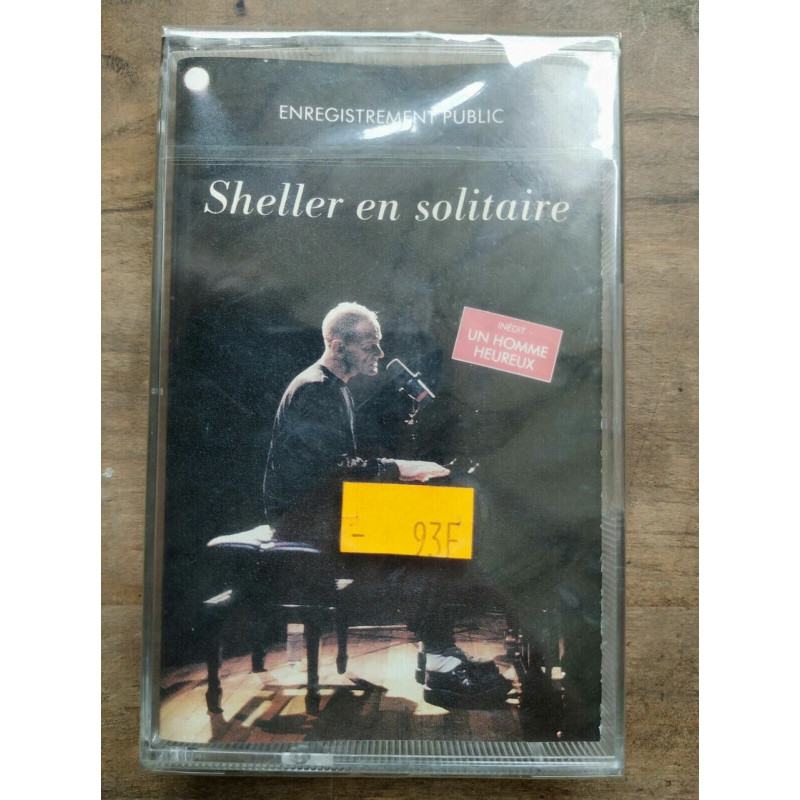 ENREGISTREMENT PUBLIC
Sheller en solitaire
INÉDIT
UN HOMME
HEUREUX
- 93F